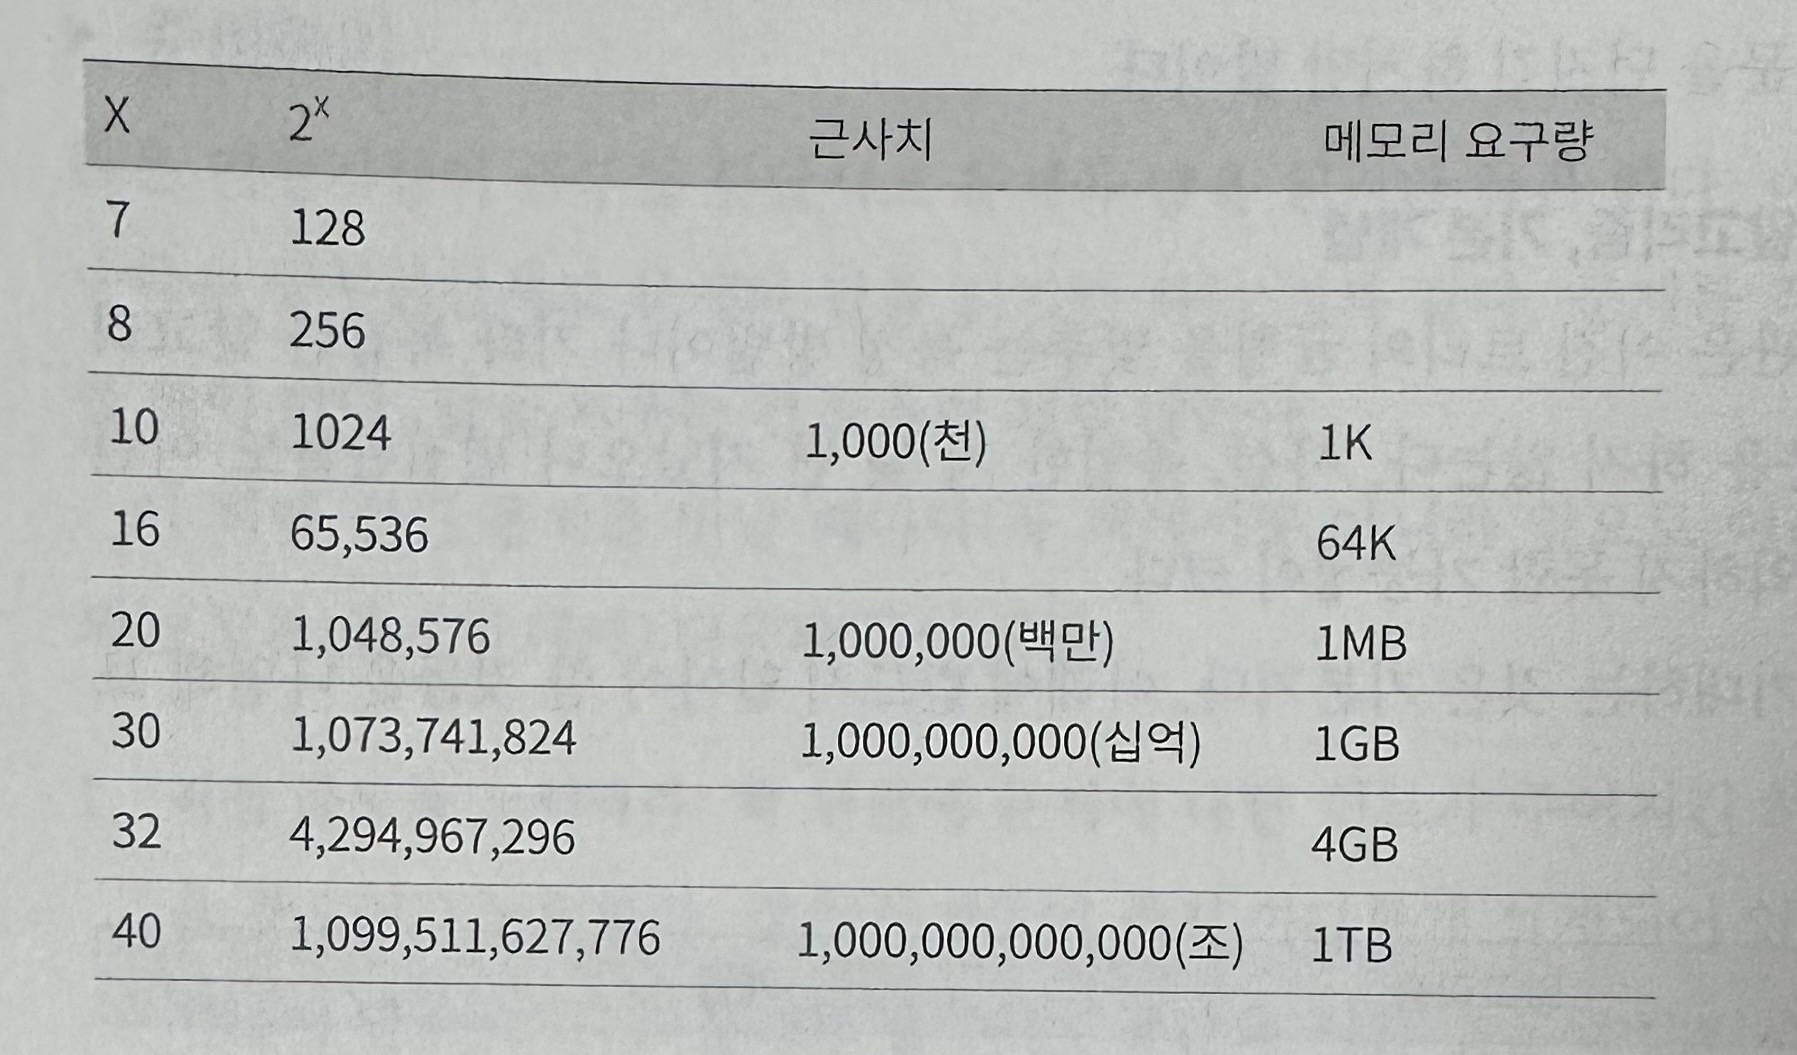 X 2ˣ 근사치 메모리 요구량
7 128
8 256
10 1024 1,000(천) 1K
16 65,536 64K
20 1,048,576 1,000,000(백만) 1MB
30 1,073,741,824 1,000,000,000(십억) 1GB
32 4,294,967,296 4GB
40 1,099,511,627,776 1,000,000,000,000(조) 1TB